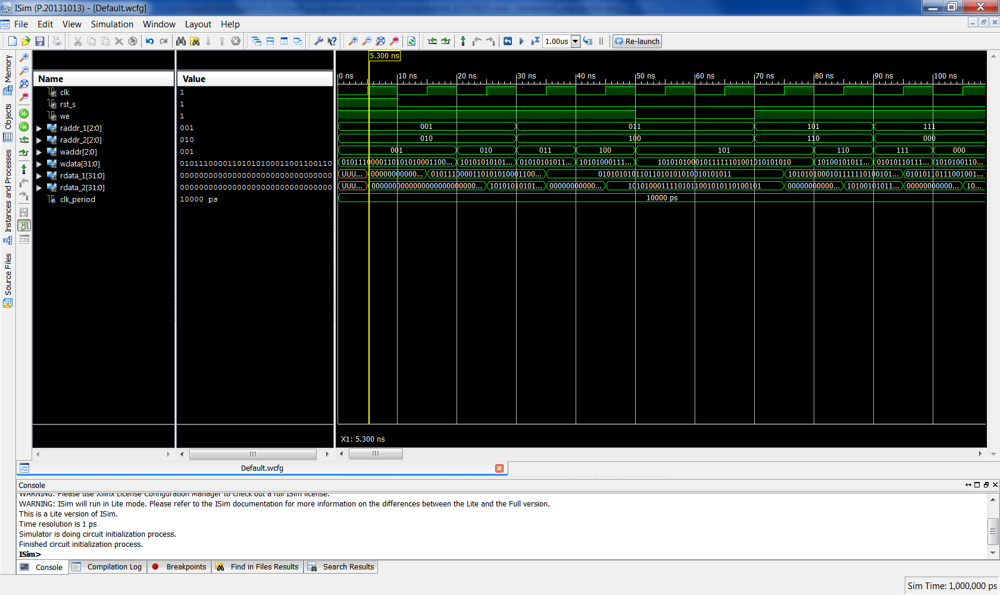 ISim (P.20131013) - [Default.wcfg]
File Edit View Simulation Window Layout Help
1.00us Re-launch
Memory
Objects
Instances and Processes
Source Files
5.300 ns
0 ns 10 ns 20 ns 30 ns 40 ns 50 ns 60 ns 70 ns 80 ns 90 ns 100 ns
Name Value
clk 1
rst_s 1
we 1
raddr_1[2:0] 001 001 011 101 111
raddr_2[2:0] 010 010 100 110 000
waddr[2:0] 001 001 010 011 100 101 110 111 000
wdata[31:0] 01011100001101010100011001100110 0101110000110101010001100... 10101010101... 01010101011... 10101000111... 10100101011... 01010110111... 1010100110...
rdata_1[31:0] 00000000000000000000000000000000 UUU... 00000000000... 0101110000110101010001100... 01010110111001001...
rdata_2[31:0] 00000000000000000000000000000000 UUU... 10101010101... 00000000000... 00000000000... 10100101011... 00000000000... 10...
clk_period 10000 ps 10000 ps
X1: 5.300 ns
Default.wcfg
Console
WARNING: Please use Xilinx License Configuration Manager to check out a full ISim license.
WARNING: ISim will run in Lite mode. Please refer to the ISim documentation for more information on the differences between the Lite and the Full version.
This is a Lite version of ISim.
Time resolution is 1 ps
Simulator is doing circuit initialization process.
Finished circuit initialization process.
ISim>
Console Compilation Log Breakpoints Find in Files Results Search Results
Sim Time: 1,000,000 ps